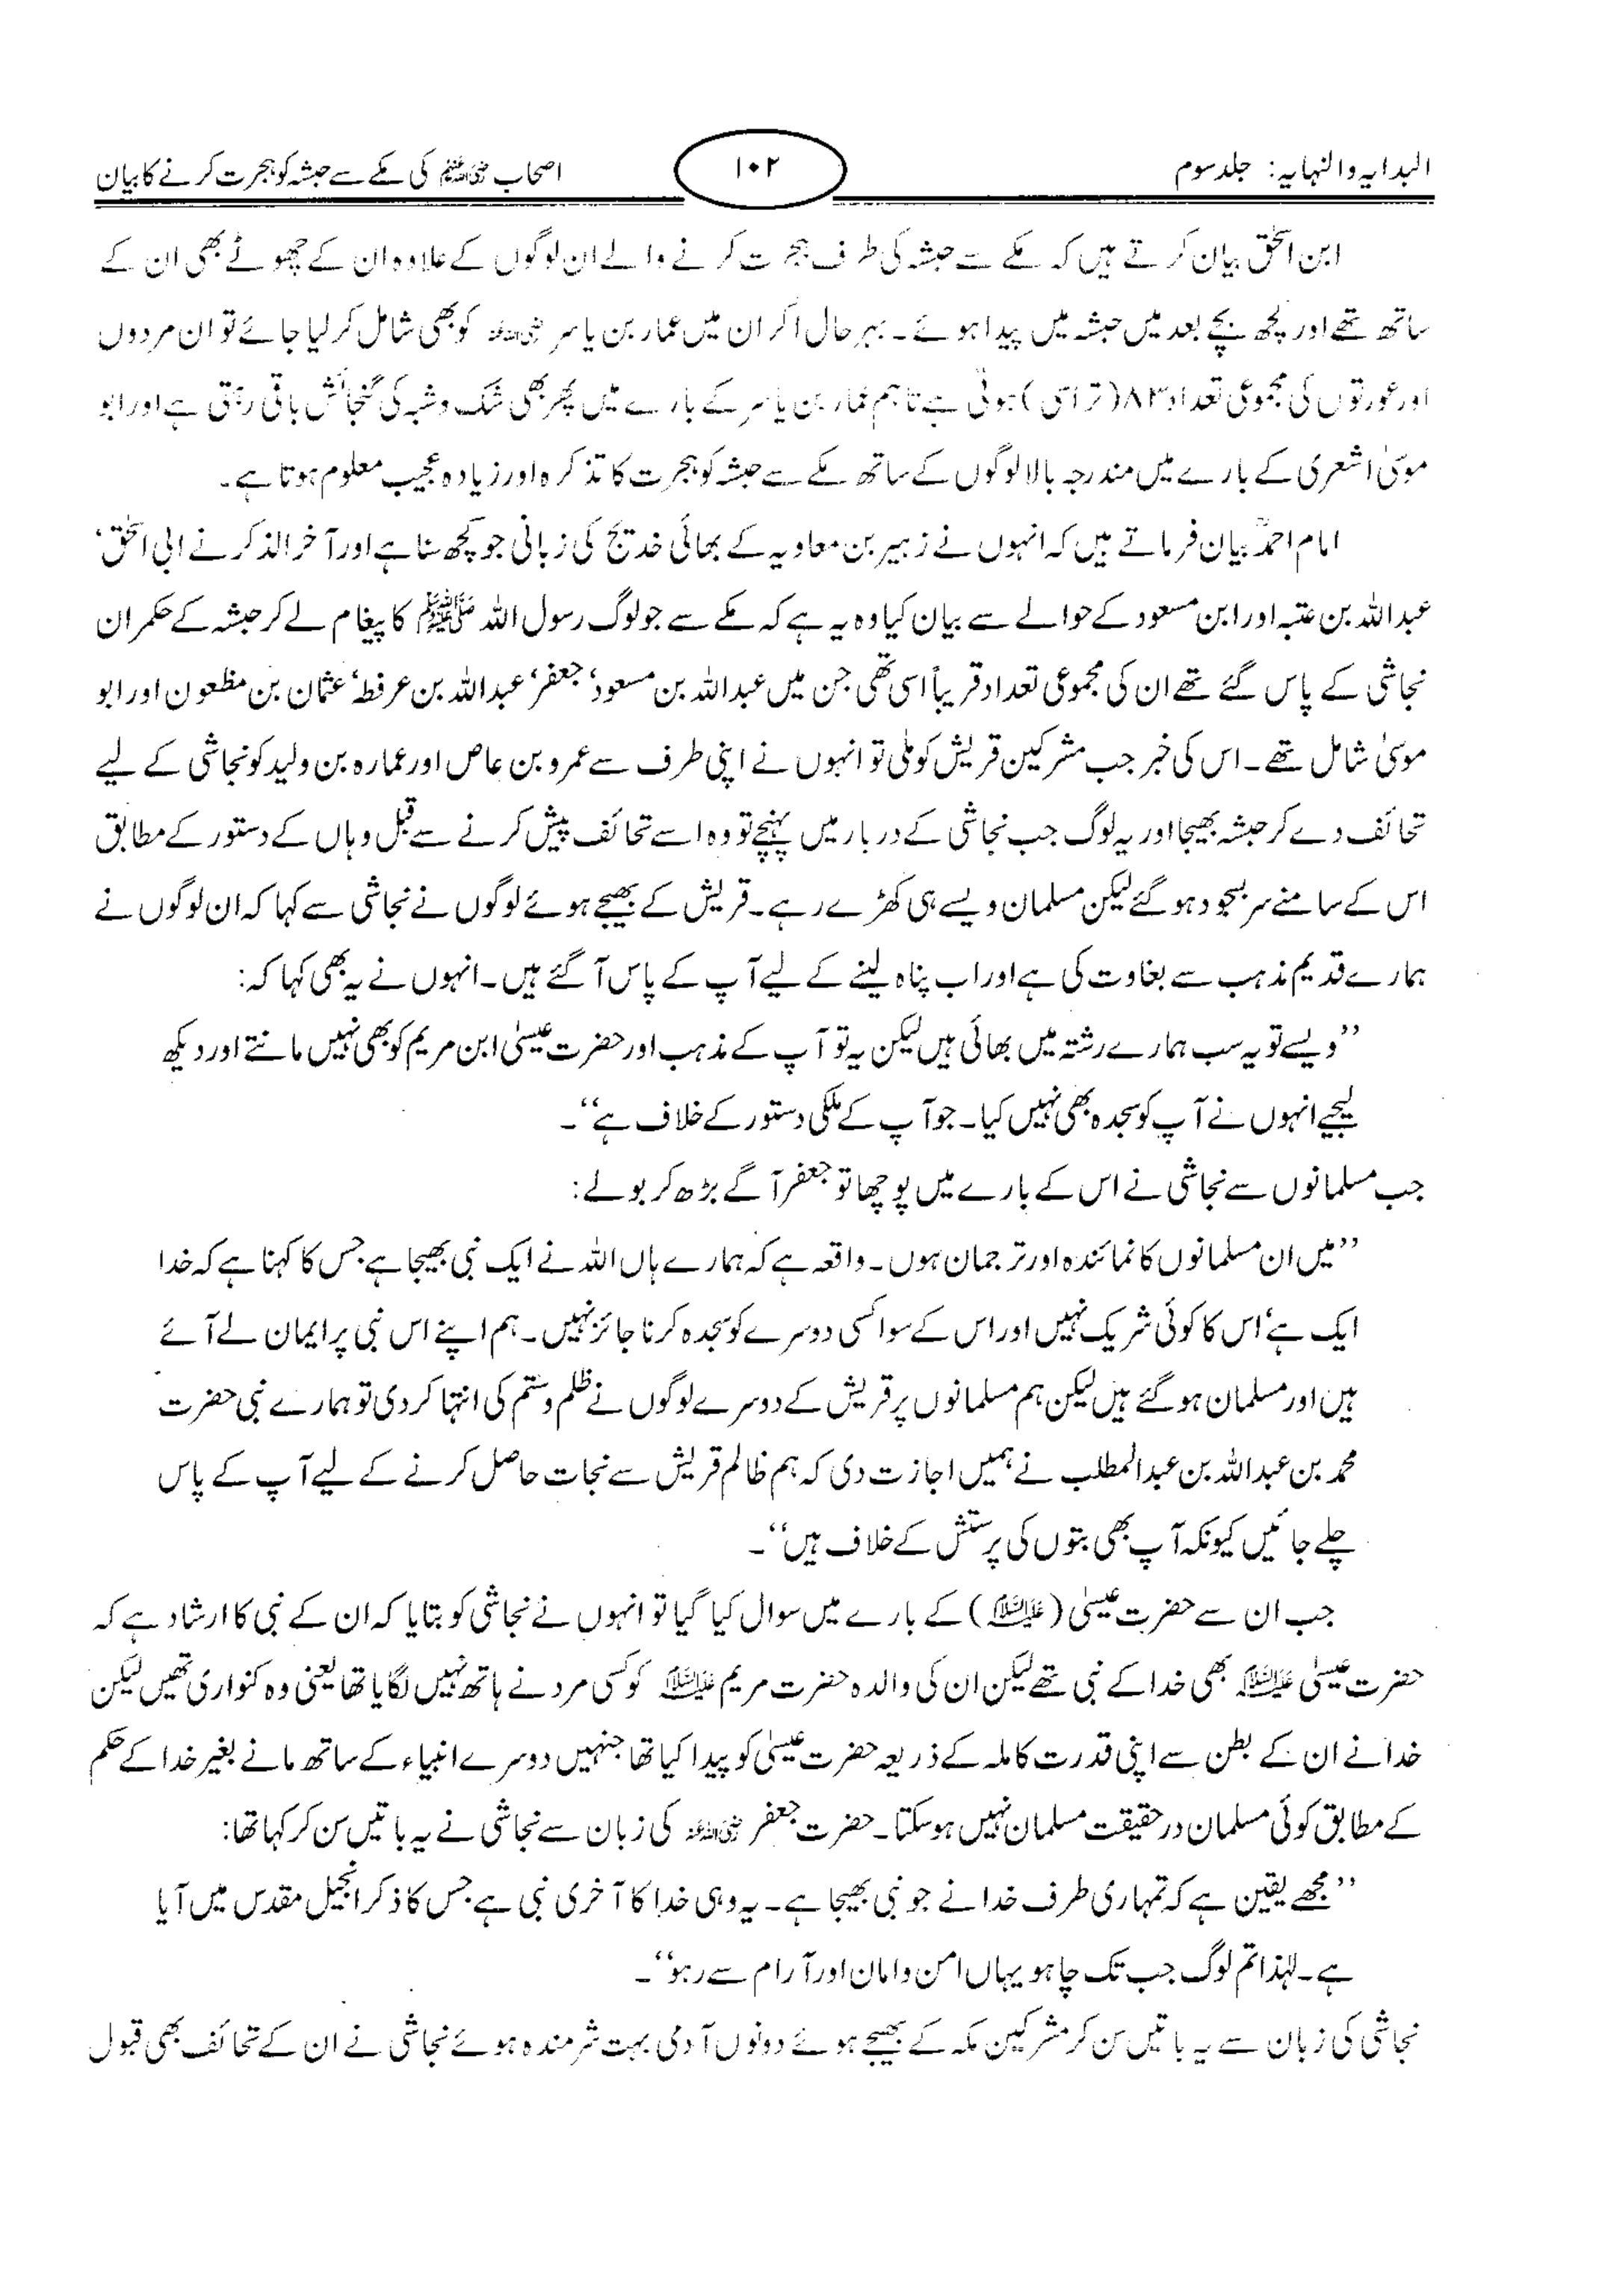 البدایہ والنہایہ: جلد سوم
۱۰۲
اصحاب رضی اللہ عنہم کی مکے سے حبشہ کو ہجرت کرنے کا بیان
ابن اسحٰق بیان کرتے ہیں کہ مکے سے حبشہ کی طرف ہجرت کرنے والے ان لوگوں کے علاوہ ان کے چھوٹے بھی ان کے
ساتھ تھے اور کچھ بچے بعد میں حبشہ میں پیدا ہوئے۔ بہر حال اگر ان میں عمار بن یاسر رضی اللہ عنہ کو بھی شامل کر لیا جائے تو ان مردوں
اور عورتوں کی مجموعی تعداد ۸۳ (تراسی) ہوتی ہے تاہم عمار بن یاسر کے بارے میں پھر بھی شک وشبہ کی گنجائش باقی رہتی ہے اور ابو
موسیٰ اشعری کے بارے میں مندرجہ بالا لوگوں کے ساتھ مکے سے حبشہ کو ہجرت کا تذکرہ اور زیادہ عجیب معلوم ہوتا ہے۔
امام احمدؒ بیان فرماتے ہیں کہ انہوں نے زہیر بن معاویہ کے بھائی خدیج کی زبانی جو کچھ سنا ہے اور آخر الذکر نے ابی اسحٰق‘
عبداللہ بن عتبہ اور ابن مسعود کے حوالے سے بیان کیا وہ یہ ہے کہ مکے سے جو لوگ رسول اللہ ﷺ کا پیغام لے کر حبشہ کے حکمران
نجاشی کے پاس گئے تھے ان کی مجموعی تعداد قریباً اسی تھی جن میں عبداللہ بن مسعود‘ جعفر‘ عبداللہ بن عرفطہ‘ عثمان بن مظعون اور ابو
موسیٰ شامل تھے۔ اس کی خبر جب مشرکین قریش کو ملی تو انہوں نے اپنی طرف سے عمرو بن عاص اور عمارہ بن ولید کو نجاشی کے لیے
تحائف دے کر حبشہ بھیجا اور یہ لوگ جب نجاشی کے دربار میں پہنچے تو وہ اسے تحائف پیش کرنے سے قبل وہاں کے دستور کے مطابق
اس کے سامنے سر بسجود ہو گئے لیکن مسلمان ویسے ہی کھڑے رہے۔ قریش کے بھیجے ہوئے لوگوں نے نجاشی سے کہا کہ ان لوگوں نے
ہمارے قدیم مذہب سے بغاوت کی ہے اور اب پناہ لینے کے لیے آپ کے پاس آ گئے ہیں۔ انہوں نے یہ بھی کہا کہ:
’’ویسے تو یہ سب ہمارے رشتہ میں بھائی ہیں لیکن یہ تو آپ کے مذہب اور حضرت عیسیٰ ابن مریم کو بھی نہیں مانتے اور دیکھ
لیجیے انہوں نے آپ کو سجدہ بھی نہیں کیا۔ جو آپ کے ملکی دستور کے خلاف ہے‘‘۔
جب مسلمانوں سے نجاشی نے اس کے بارے میں پوچھا تو جعفر آگے بڑھ کر بولے:
’’میں ان مسلمانوں کا نمائندہ اور ترجمان ہوں۔ واقعہ ہے کہ ہمارے ہاں اللہ نے ایک نبی بھیجا ہے جس کا کہنا ہے کہ خدا
ایک ہے‘ اس کا کوئی شریک نہیں اور اس کے سوا کسی دوسرے کو سجدہ کرنا جائز نہیں۔ ہم اپنے اس نبی پر ایمان لے آئے
ہیں اور مسلمان ہو گئے ہیں لیکن ہم مسلمانوں پر قریش کے دوسرے لوگوں نے ظلم وستم کی انتہا کر دی تو ہمارے نبی حضرت
محمد بن عبداللہ بن عبدالمطلب نے ہمیں اجازت دی کہ ہم ظالم قریش سے نجات حاصل کرنے کے لیے آپ کے پاس
چلے جائیں کیونکہ آپ بھی بتوں کی پرستش کے خلاف ہیں‘‘۔
جب ان سے حضرت عیسیٰ (علیہ السلام) کے بارے میں سوال کیا گیا تو انہوں نے نجاشی کو بتایا کہ ان کے نبی کا ارشاد ہے کہ
حضرت عیسیٰ علیہ السلام بھی خدا کے نبی تھے لیکن ان کی والدہ حضرت مریم علیہا السلام کو کسی مرد نے ہاتھ نہیں لگایا تھا یعنی وہ کنواری تھیں لیکن
خدا نے ان کے بطن سے اپنی قدرت کاملہ کے ذریعہ حضرت عیسیٰ کو پیدا کیا تھا جنہیں دوسرے انبیاء کے ساتھ مانے بغیر خدا کے حکم
کے مطابق کوئی مسلمان درحقیقت مسلمان نہیں ہو سکتا۔ حضرت جعفر رضی اللہ عنہ کی زبان سے نجاشی نے یہ باتیں سن کر کہا تھا:
’’مجھے یقین ہے کہ تمہاری طرف خدا نے جو نبی بھیجا ہے۔ یہ وہی خدا کا آخری نبی ہے جس کا ذکر انجیل مقدس میں آیا
ہے۔ لہٰذا تم لوگ جب تک چاہو یہاں امن وامان اور آرام سے رہو‘‘۔
نجاشی کی زبان سے یہ باتیں سن کر مشرکین مکہ کے بھیجے ہوئے دونوں آدمی بہت شرمندہ ہوئے نجاشی نے ان کے تحائف بھی قبول